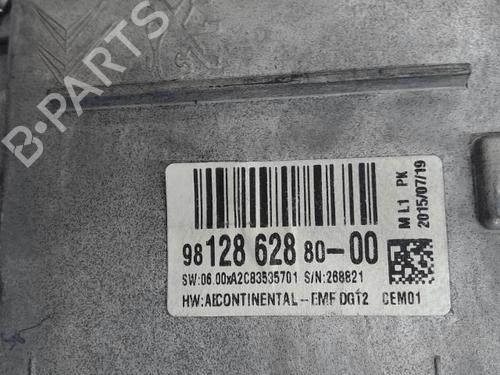 B-PARTS
98 128 628 80-00
SW:06.00xA2C83535701 S/N:268821
HW:AECONTINENTAL--EMF DGT2 CEM01
M L1 PK
2015/07/19